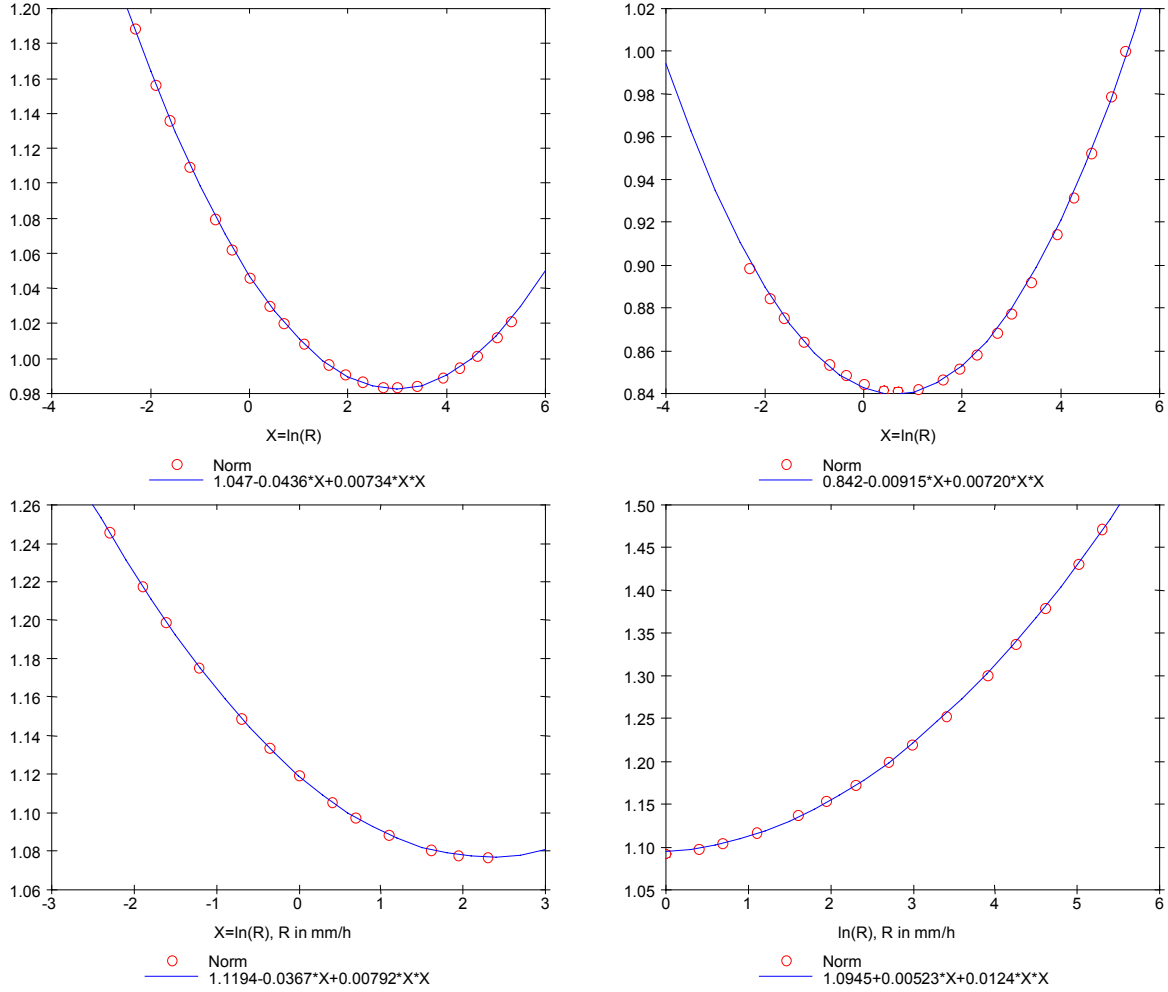 1.20
1.18
1.16
1.14
1.12
1.10
1.08
1.06
1.04
1.02
1.00
0.98
-4 -2 0 2 4 6
X=ln(R)
Norm
1.047-0.0436*X+0.00734*X*X
1.02
1.00
0.98
0.96
0.94
0.92
0.90
0.88
0.86
0.84
-4 -2 0 2 4 6
X=ln(R)
Norm
0.842-0.00915*X+0.00720*X*X
1.26
1.24
1.22
1.20
1.18
1.16
1.14
1.12
1.10
1.08
1.06
-3 -2 -1 0 1 2 3
X=ln(R), R in mm/h
Norm
1.1194-0.0367*X+0.00792*X*X
1.50
1.45
1.40
1.35
1.30
1.25
1.20
1.15
1.10
1.05
0 1 2 3 4 5 6
ln(R), R in mm/h
Norm
1.0945+0.00523*X+0.0124*X*X